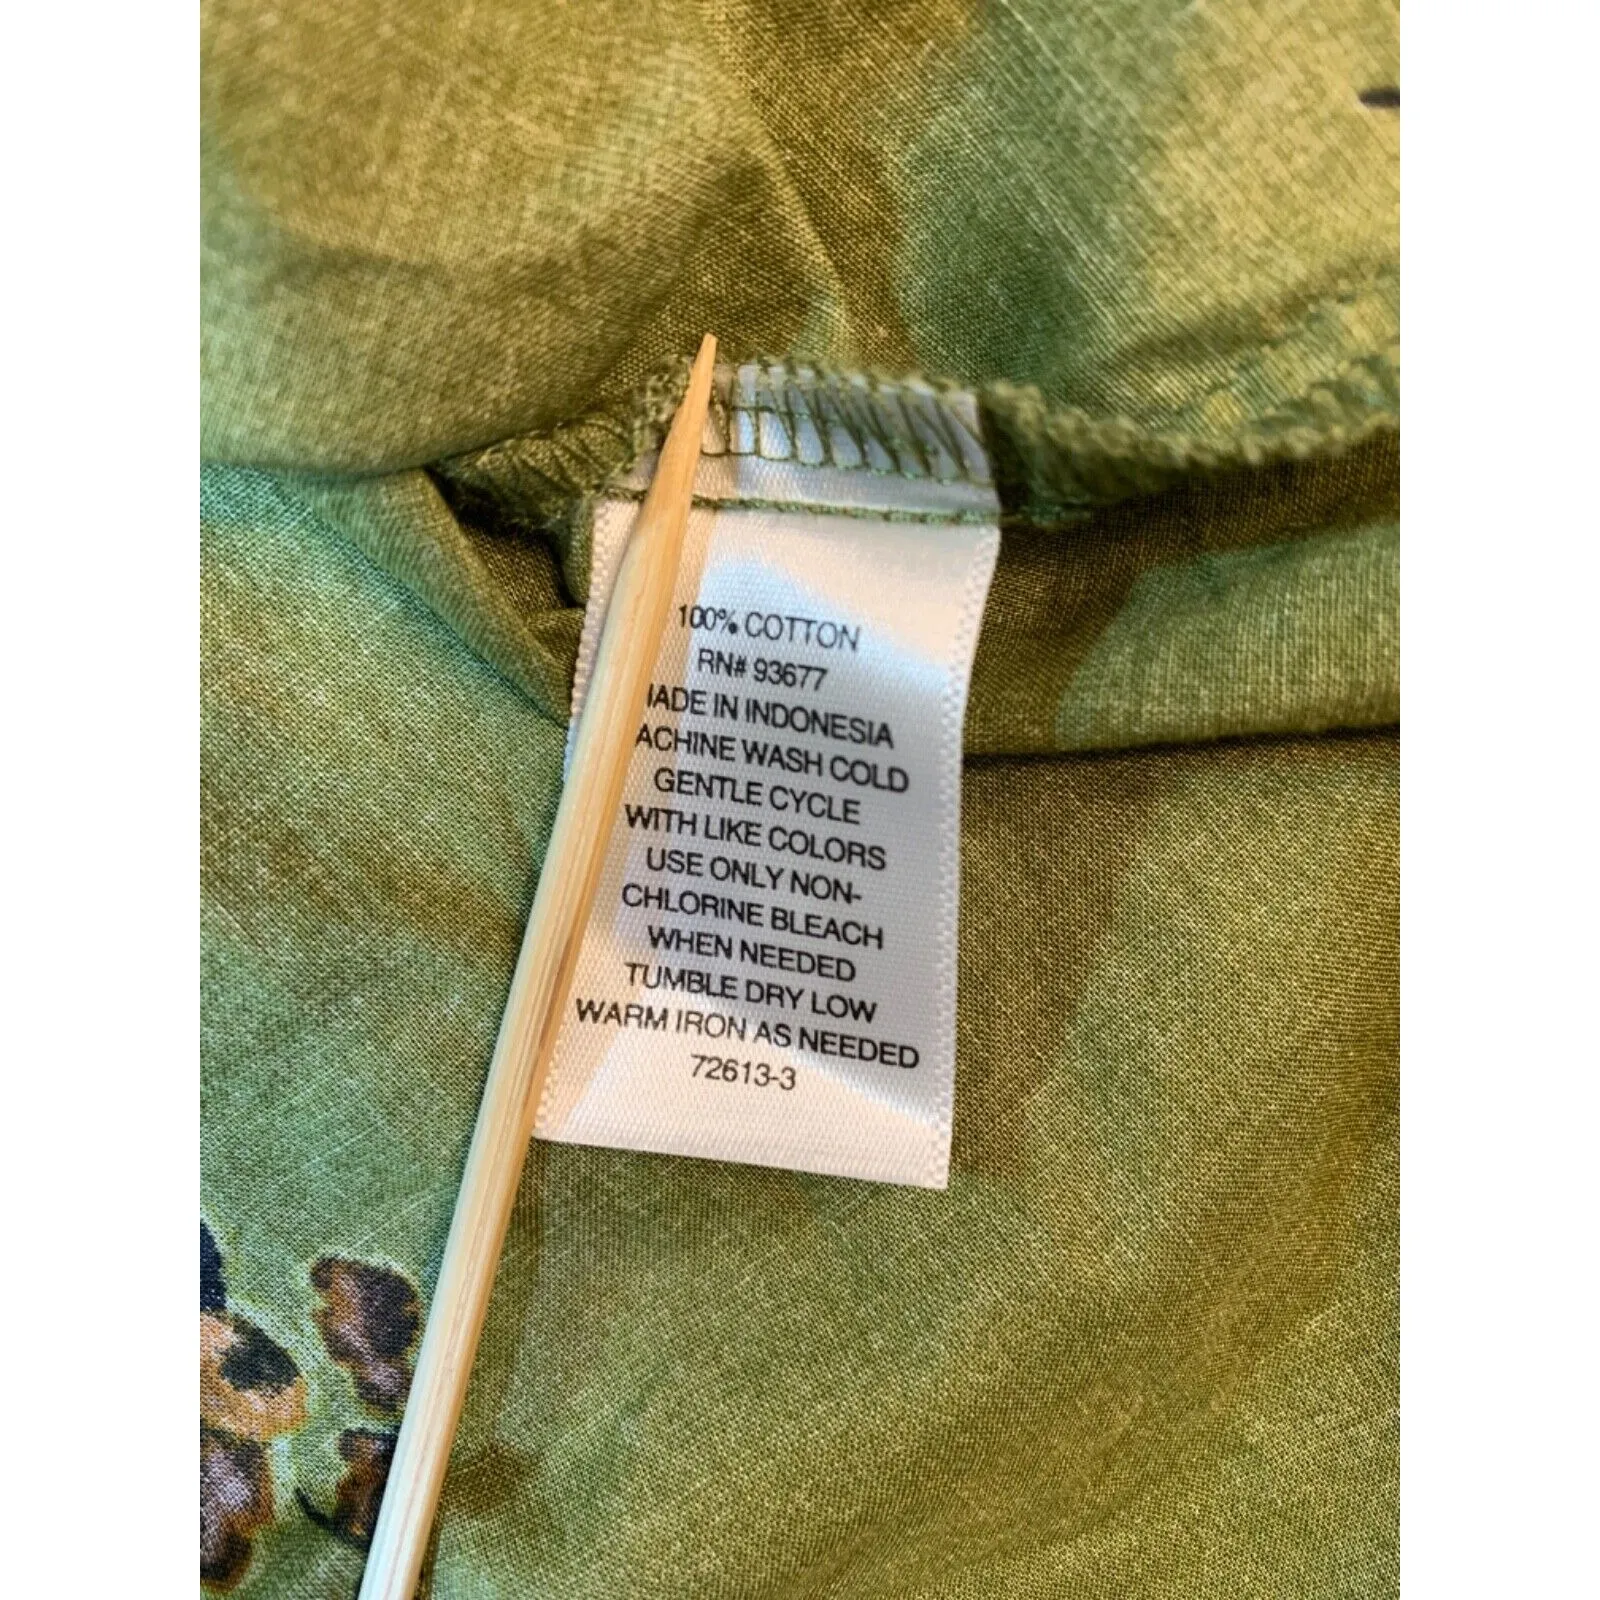 100% COTTON
RN# 93677
IADE IN INDONESIA
ACHINE WASH COLD
GENTLE CYCLE
WITH LIKE COLORS
USE ONLY NON-
CHLORINE BLEACH
WHEN NEEDED
TUMBLE DRY LOW
WARM IRON AS NEEDED
72613-3